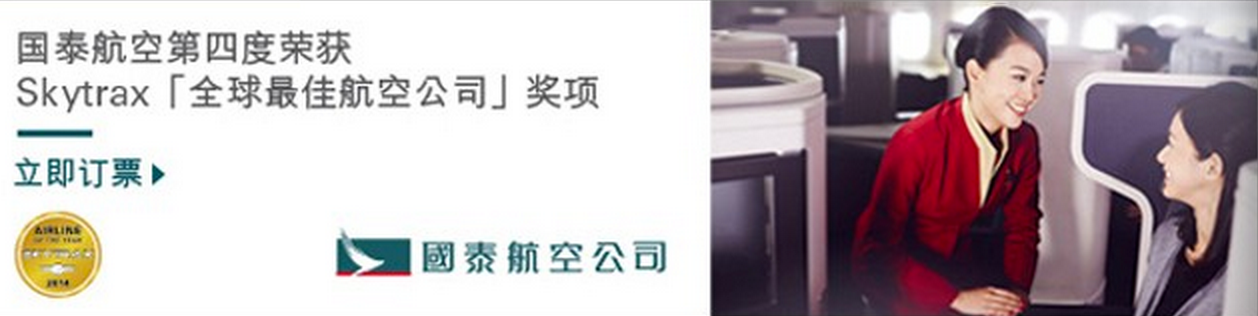 国泰航空第四度荣获
Skytrax「全球最佳航空公司」奖项
立即订票
AIRLINE
OF THE YEAR
2014
國泰航空公司